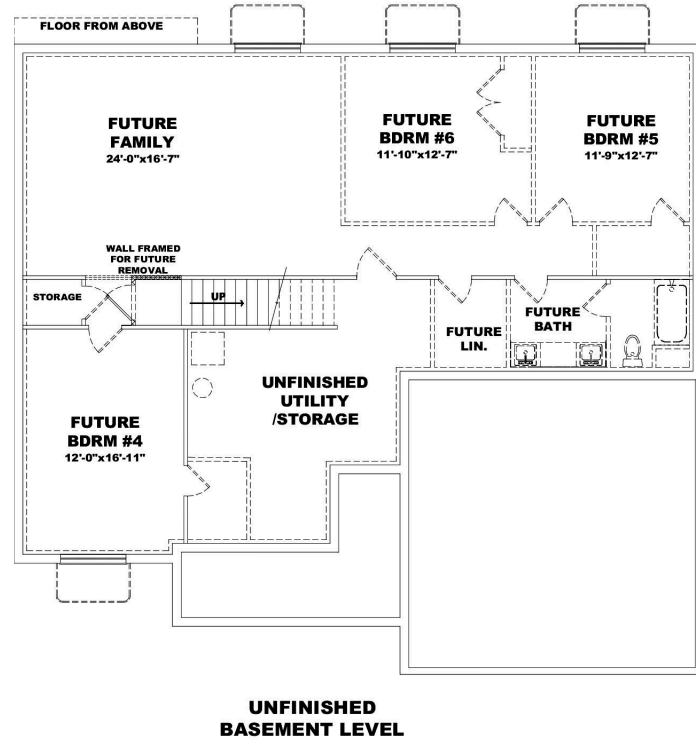 FLOOR FROM ABOVE
FUTURE
FAMILY
24'-0"x16'-7"
FUTURE
BDRM #6
11'-10"x12'-7"
FUTURE
BDRM #5
11'-9"x12'-7"
WALL FRAMED
FOR FUTURE
REMOVAL
STORAGE
UP
FUTURE
LIN.
FUTURE
BATH
UNFINISHED
UTILITY
/STORAGE
FUTURE
BDRM #4
12'-0"x16'-11"
UNFINISHED
BASEMENT LEVEL